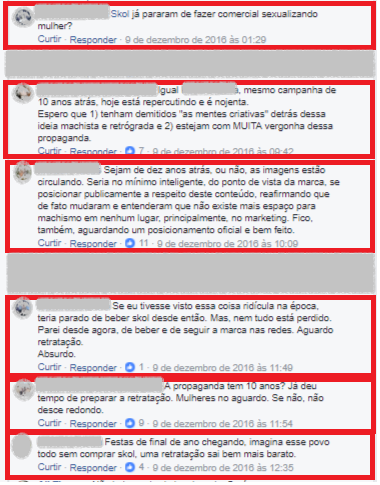 Skol já pararam de fazer comercial sexualizando
mulher?
Curtir · Responder · 9 de dezembro de 2016 às 01:29
Igual , mesmo campanha de
10 anos atrás, hoje está repercutindo e é nojenta.
Espero que 1) tenham demitidos "as mentes criativas" detrás dessa
ideia machista e retrógrada e 2) estejam com MUITA vergonha dessa
propaganda.
Curtir · Responder · 7 · 9 de dezembro de 2016 às 09:42
Sejam de dez anos atrás, ou não, as imagens estão
circulando. Seria no mínimo inteligente, do ponto de vista da marca, se
posicionar publicamente a respeito deste conteúdo, reafirmando que
de fato mudaram e entenderam que não existe mais espaço para
machismo em nenhum lugar, principalmente, no marketing. Fico,
também, aguardando um posicionamento oficial e bem feito.
Curtir · Responder · 11 · 9 de dezembro de 2016 às 10:09
Se eu tivesse visto essa coisa ridícula na época,
teria parado de beber skol desde então. Mas, nem tudo está perdido.
Parei desde agora, de beber e de seguir a marca nas redes. Aguardo
retratação.
Absurdo.
Curtir · Responder · 1 · 9 de dezembro de 2016 às 11:49
A propaganda tem 10 anos? Já deu
tempo de preparar a retratação. Mulheres no aguardo. Se não, não
desce redondo.
Curtir · Responder · 9 · 9 de dezembro de 2016 às 11:54
Festas de final de ano chegando, imagina esse povo
todo sem comprar skol, uma retratação sai bem mais barato.
Curtir · Responder · 4 · 9 de dezembro de 2016 às 12:35